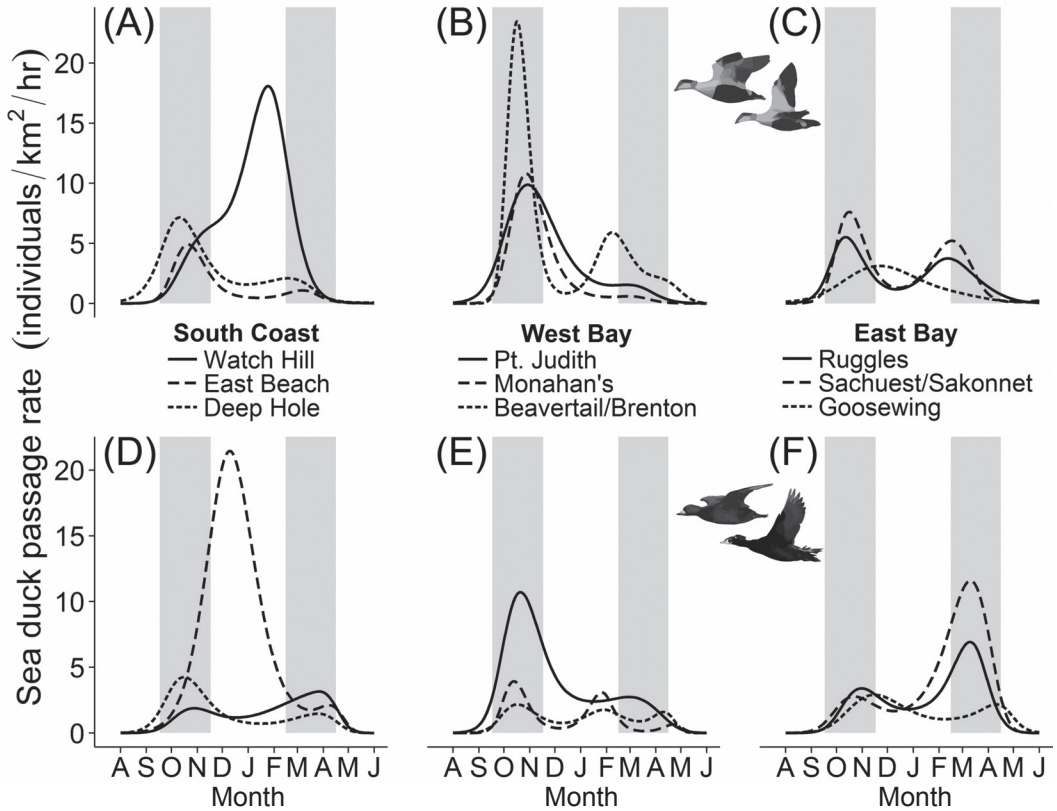 (A) (B) (C)
20
15
10
5
0
Sea duck passage rate (individuals/km²/hr)
South Coast
Watch Hill
East Beach
Deep Hole
West Bay
Pt. Judith
Monahan's
Beavertail/Brenton
East Bay
Ruggles
Sachuest/Sakonnet
Goosewing
(D) (E) (F)
20
15
10
5
0
A S O N D J F M A M J A S O N D J F M A M J A S O N D J F M A M J
Month Month Month